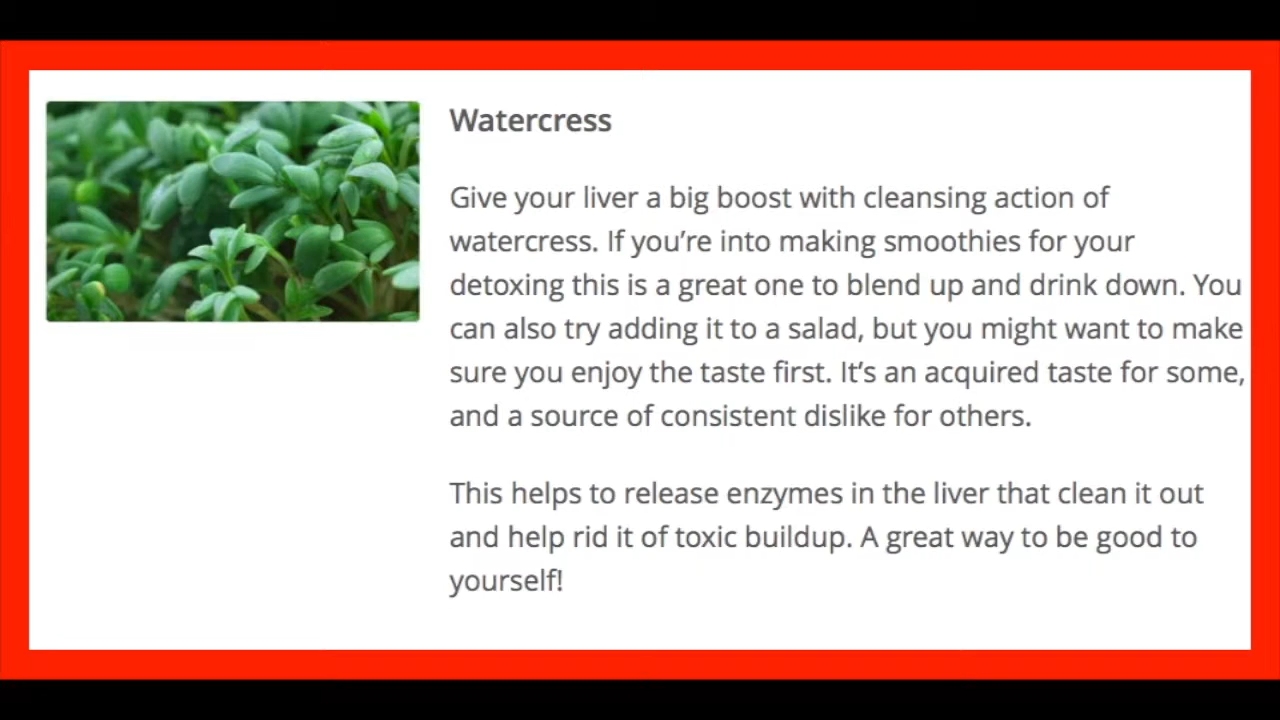 Watercress
Give your liver a big boost with cleansing action of
watercress. If you’re into making smoothies for your
detoxing this is a great one to blend up and drink down. You
can also try adding it to a salad, but you might want to make
sure you enjoy the taste first. It’s an acquired taste for some,
and a source of consistent dislike for others.
This helps to release enzymes in the liver that clean it out
and help rid it of toxic buildup. A great way to be good to
yourself!